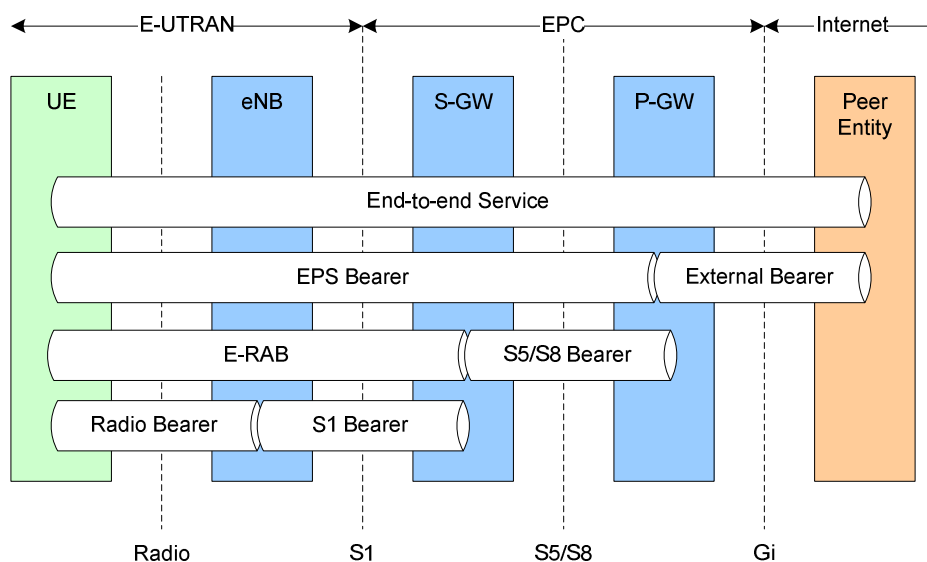 E-UTRAN EPC Internet
UE eNB S-GW P-GW Peer
Entity
End-to-end Service
EPS Bearer External Bearer
E-RAB S5/S8 Bearer
Radio Bearer S1 Bearer
Radio S1 S5/S8 Gi